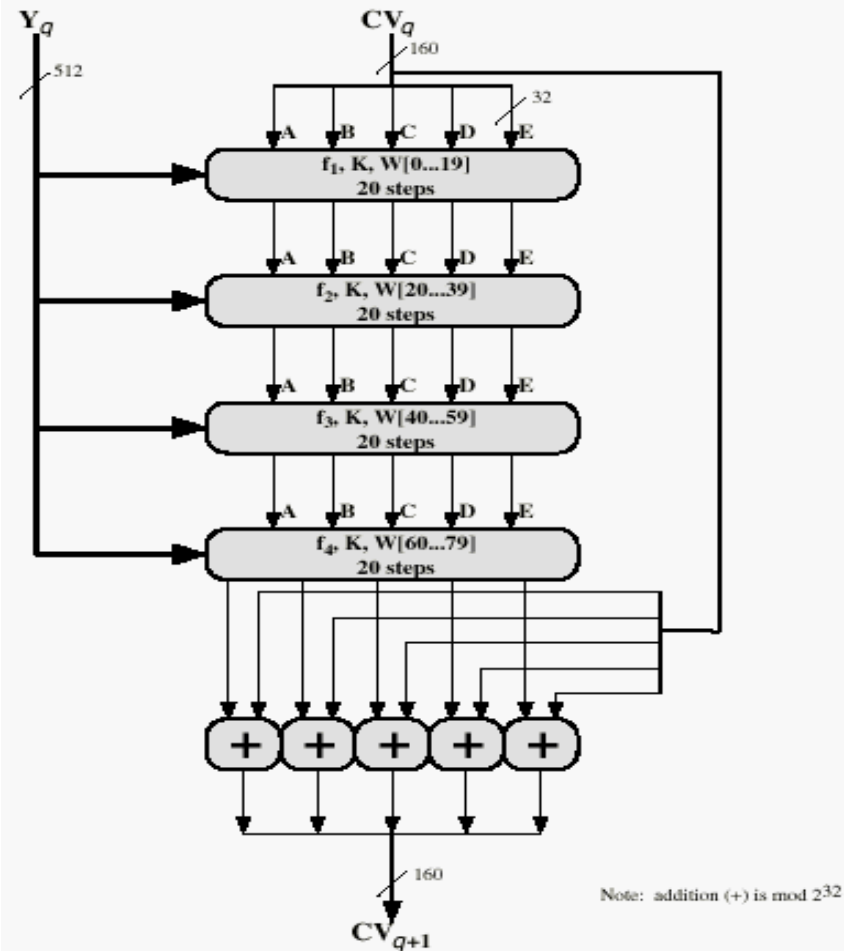 Yq
CVq
160
512
32
A B C D E
f1, K, W[0...19]
20 steps
A B C D E
f2, K, W[20...39]
20 steps
A B C D E
f3, K, W[40...59]
20 steps
A B C D E
f4, K, W[60...79]
20 steps
+ + + + +
160
Note: addition (+) is mod 2^32
CVq+1